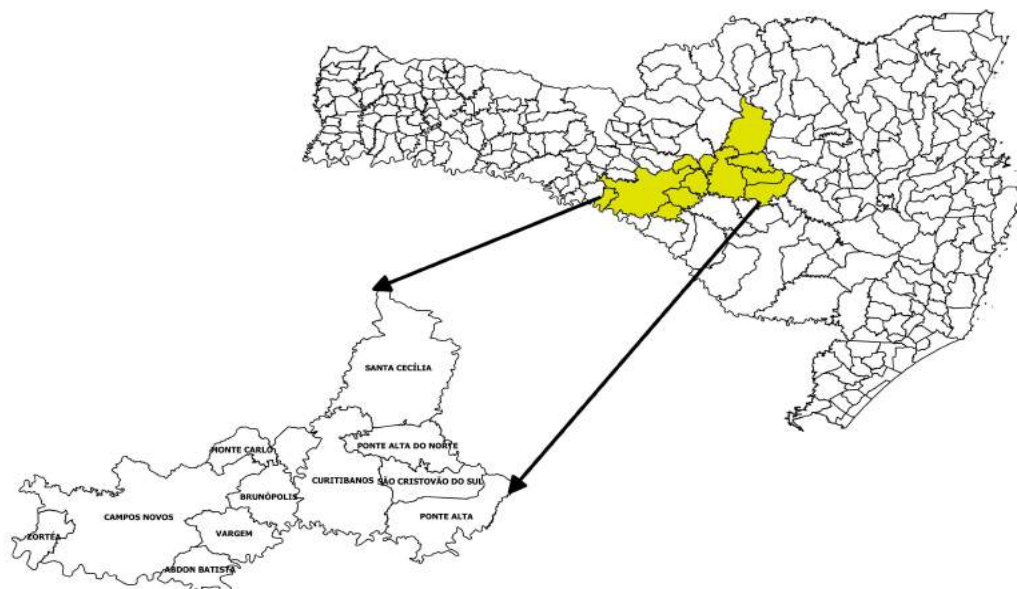 SANTA CECÍLIA
PONTE ALTA DO NORTE
MONTE CARLO
CURITIBANOS
SÃO CRISTOVÃO DO SUL
BRUNÓPOLIS
CAMPOS NOVOS
PONTE ALTA
VARGEM
ZORTÉA
ABDON BATISTA